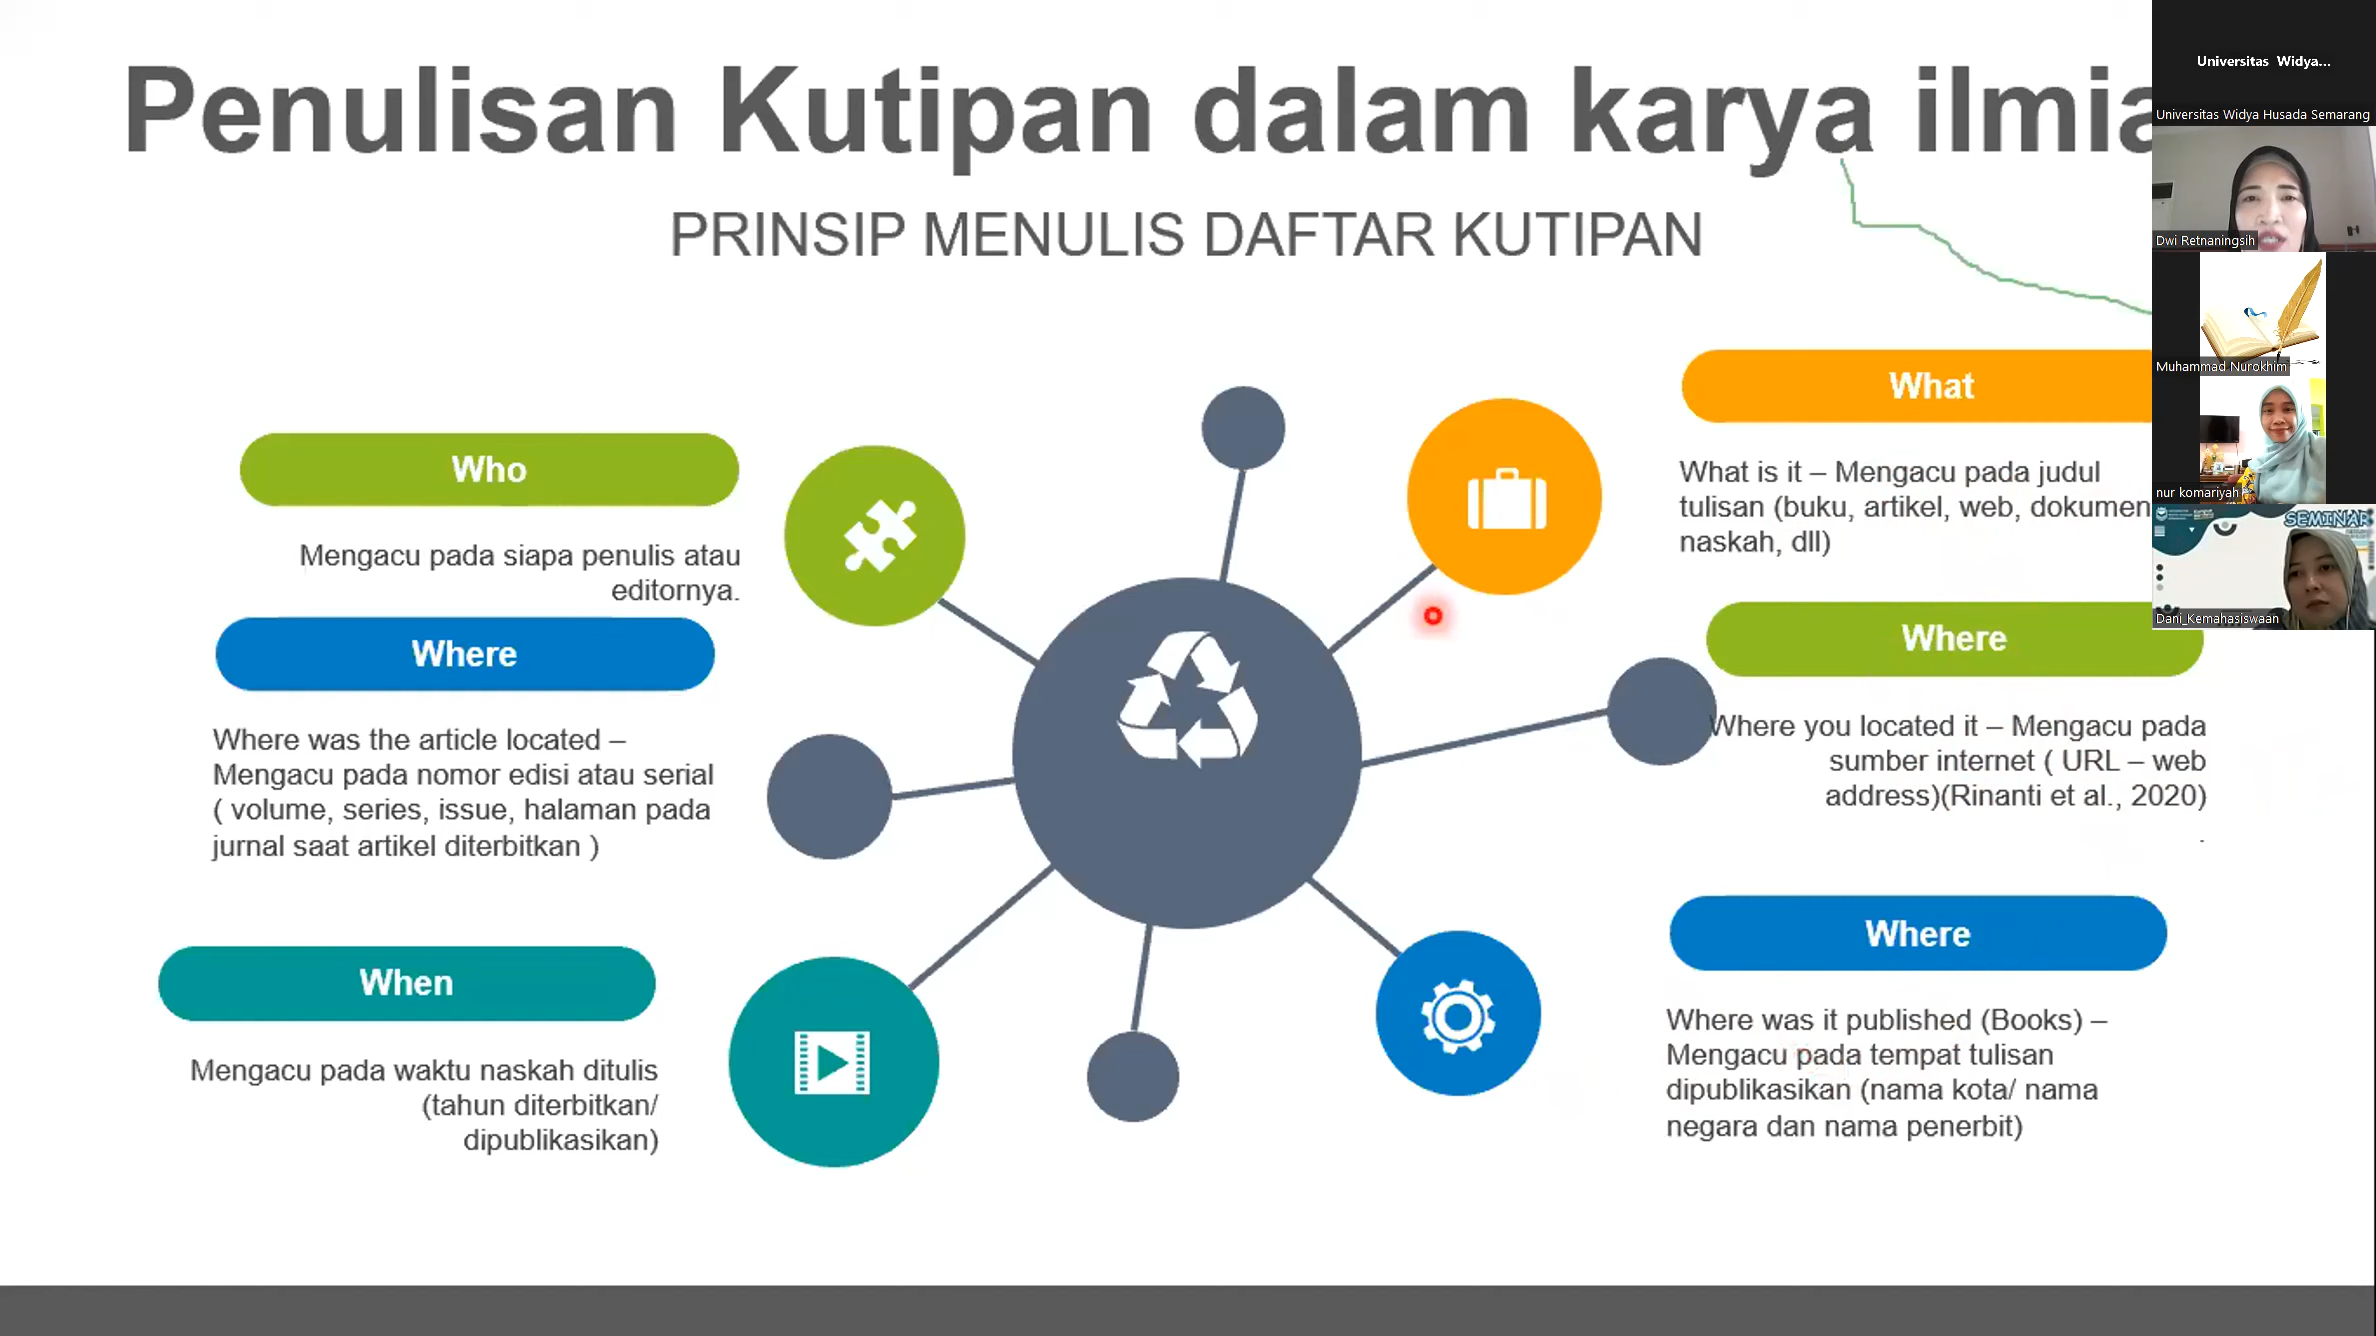 Penulisan Kutipan dalam karya ilmia
PRINSIP MENULIS DAFTAR KUTIPAN
Who
Mengacu pada siapa penulis atau
editornya.
Where
Where was the article located –
Mengacu pada nomor edisi atau serial
( volume, series, issue, halaman pada
jurnal saat artikel diterbitkan )
When
Mengacu pada waktu naskah ditulis
(tahun diterbitkan/
dipublikasikan)
What
What is it – Mengacu pada judul
tulisan (buku, artikel, web, dokumen
naskah, dll)
Where
Where you located it – Mengacu pada
sumber internet ( URL – web
address)(Rinanti et al., 2020)
.
Where
Where was it published (Books) –
Mengacu pada tempat tulisan
dipublikasikan (nama kota/ nama
negara dan nama penerbit)
Universitas Widya...
Universitas Widya Husada Semarang
Dwi Retnaningsih
Muhammad Nurokhim
nur komariyah
SEMINAR
Dani_Kemahasiswaan